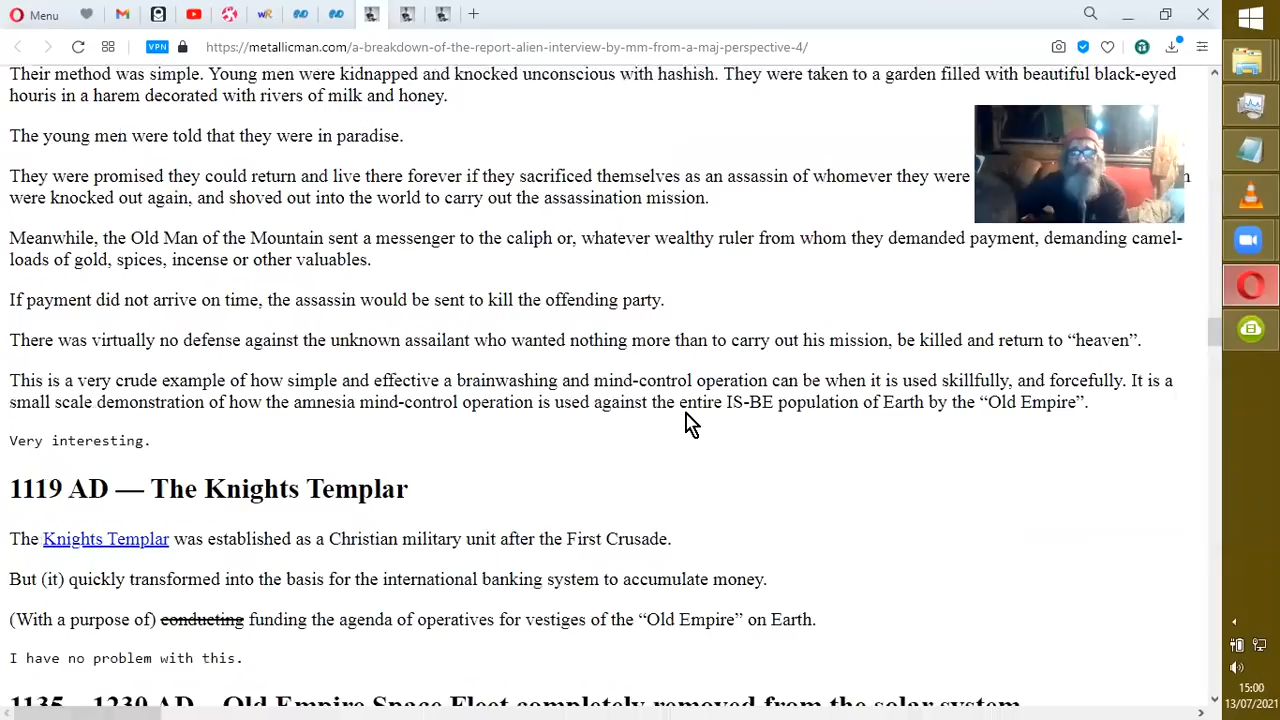 Menu
VPN
https://metallicman.com/a-breakdown-of-the-report-alien-interview-by-mm-from-a-maj-perspective-4/
Their method was simple. Young men were kidnapped and knocked unconscious with hashish. They were taken to a garden filled with beautiful black-eyed
houris in a harem decorated with rivers of milk and honey.
The young men were told that they were in paradise.
They were promised they could return and live there forever if they sacrificed themselves as an assassin of whomever they were
were knocked out again, and shoved out into the world to carry out the assassination mission.
Meanwhile, the Old Man of the Mountain sent a messenger to the caliph or, whatever wealthy ruler from whom they demanded payment, demanding camel-
loads of gold, spices, incense or other valuables.
If payment did not arrive on time, the assassin would be sent to kill the offending party.
There was virtually no defense against the unknown assailant who wanted nothing more than to carry out his mission, be killed and return to “heaven”.
This is a very crude example of how simple and effective a brainwashing and mind-control operation can be when it is used skillfully, and forcefully. It is a
small scale demonstration of how the amnesia mind-control operation is used against the entire IS-BE population of Earth by the “Old Empire”.
Very interesting.
1119 AD — The Knights Templar
The Knights Templar was established as a Christian military unit after the First Crusade.
But (it) quickly transformed into the basis for the international banking system to accumulate money.
(With a purpose of) conducting funding the agenda of operatives for vestiges of the “Old Empire” on Earth.
I have no problem with this.
1135 – 1230 AD – Old Empire Space Fleet completely removed from the solar system
15:00
13/07/2021